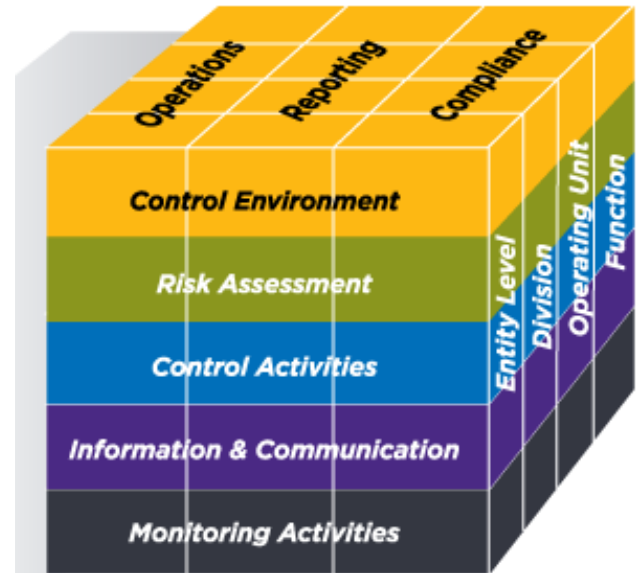 Operations
Reporting
Compliance
Control Environment
Risk Assessment
Control Activities
Information & Communication
Monitoring Activities
Entity Level
Division
Operating Unit
Function